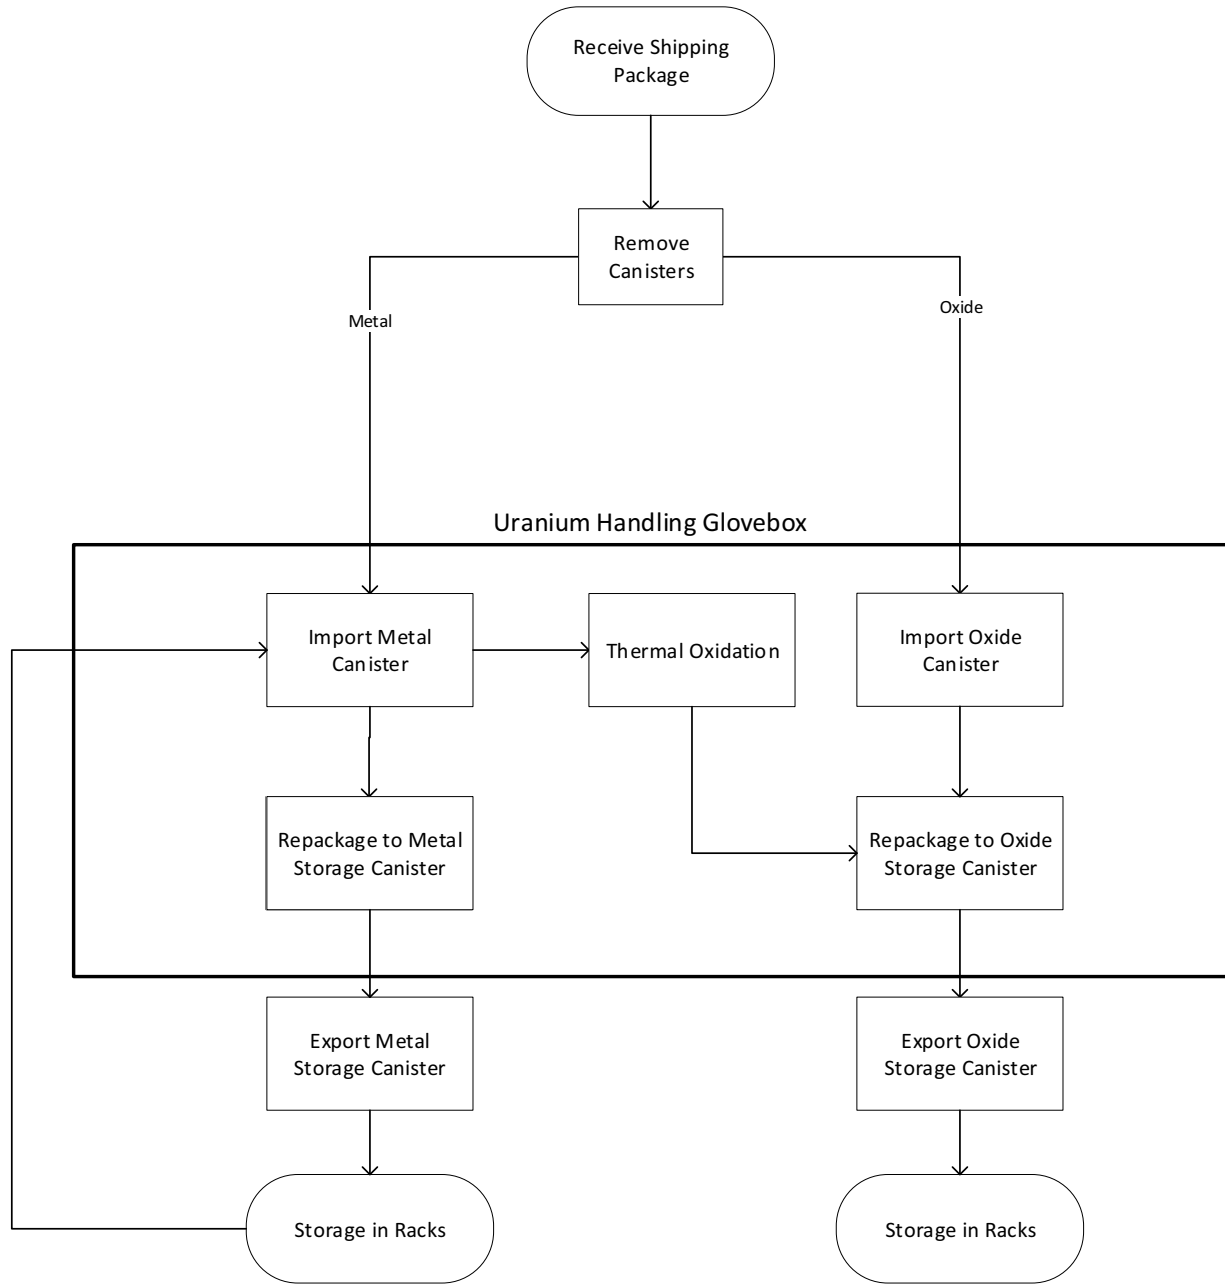 Receive Shipping
Package
Remove
Canisters
Metal
Oxide
Uranium Handling Glovebox
Import Metal
Canister
Thermal Oxidation
Import Oxide
Canister
Repackage to Metal
Storage Canister
Repackage to Oxide
Storage Canister
Export Metal
Storage Canister
Export Oxide
Storage Canister
Storage in Racks
Storage in Racks